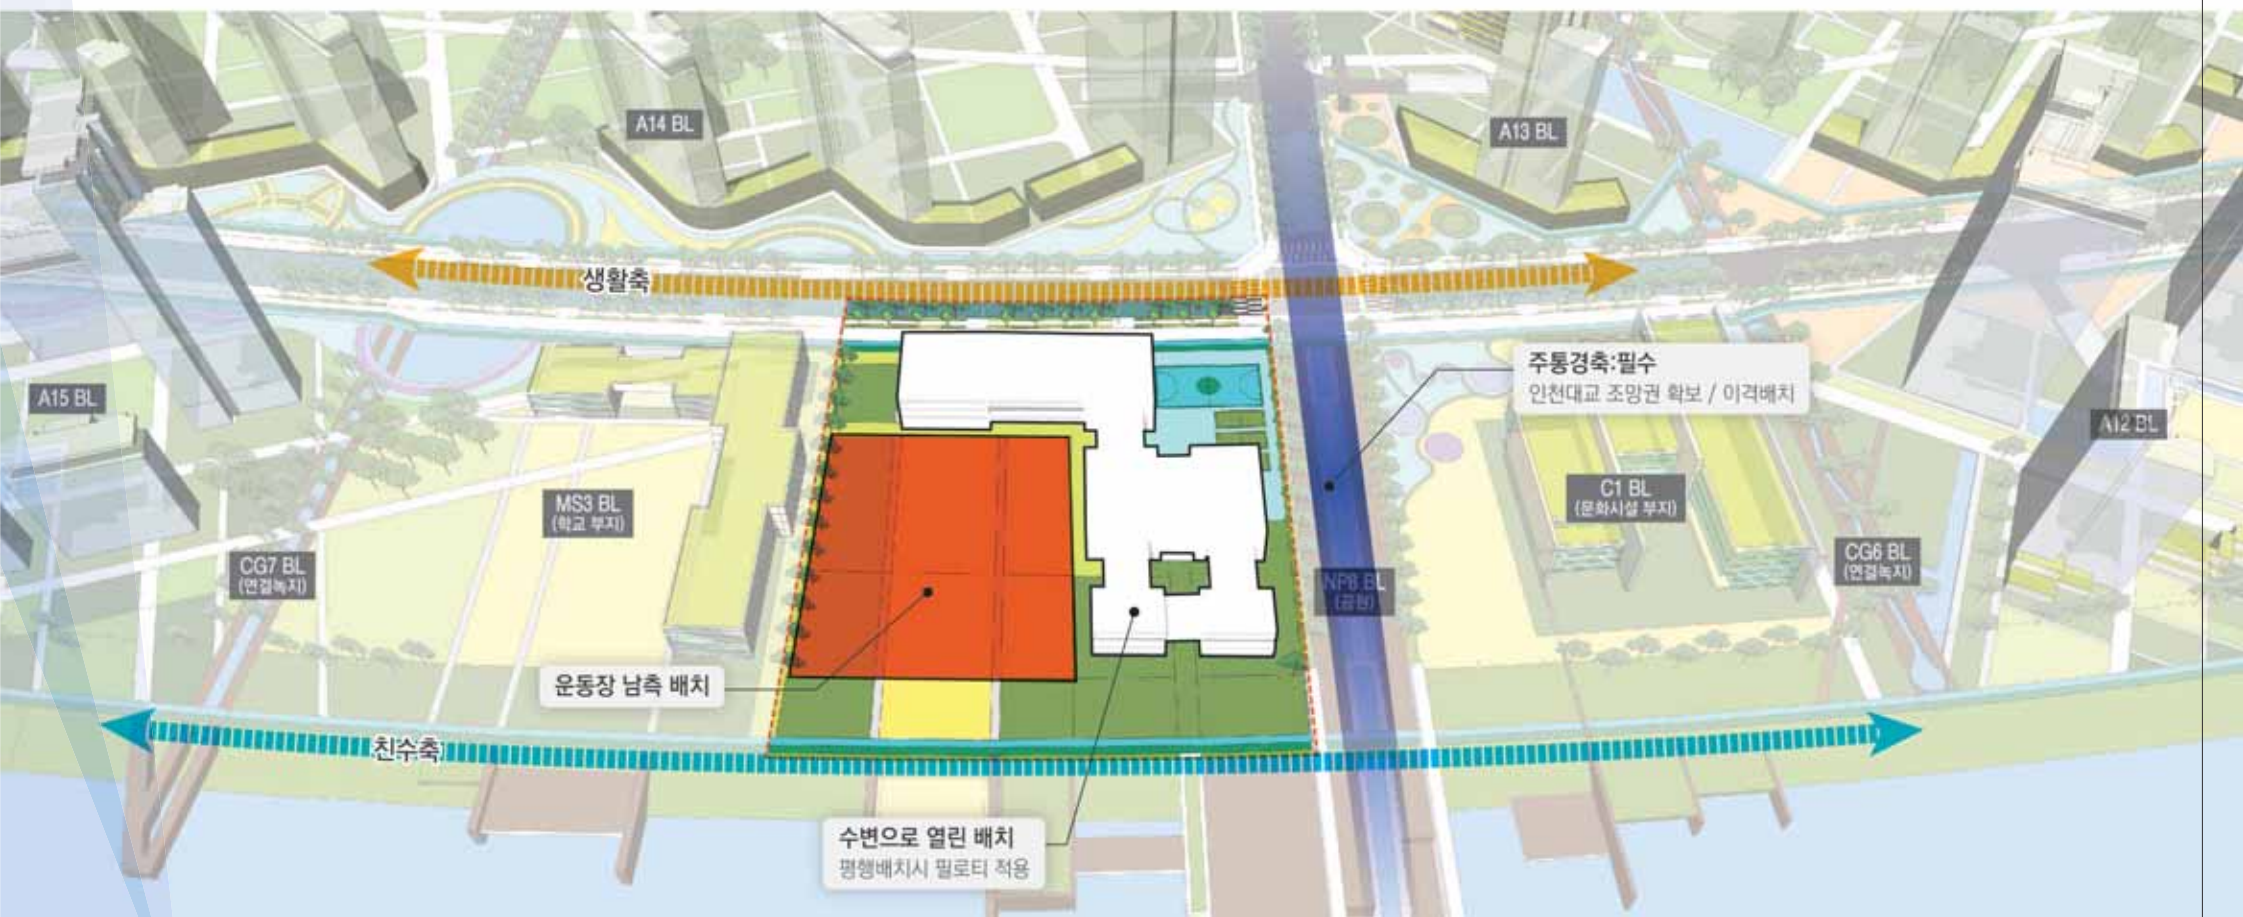 A14 BL
A13 BL
생활축
주통경축:필수
인천대교 조망권 확보 / 이격배치
A15 BL
A12 BL
MS3 BL
(학교 부지)
C1 BL
(문화시설 부지)
CG7 BL
(연결녹지)
CG6 BL
(연결녹지)
NP8 BL
(공원)
운동장 남측 배치
친수축
수변으로 열린 배치
평행배치시 필로티 적용